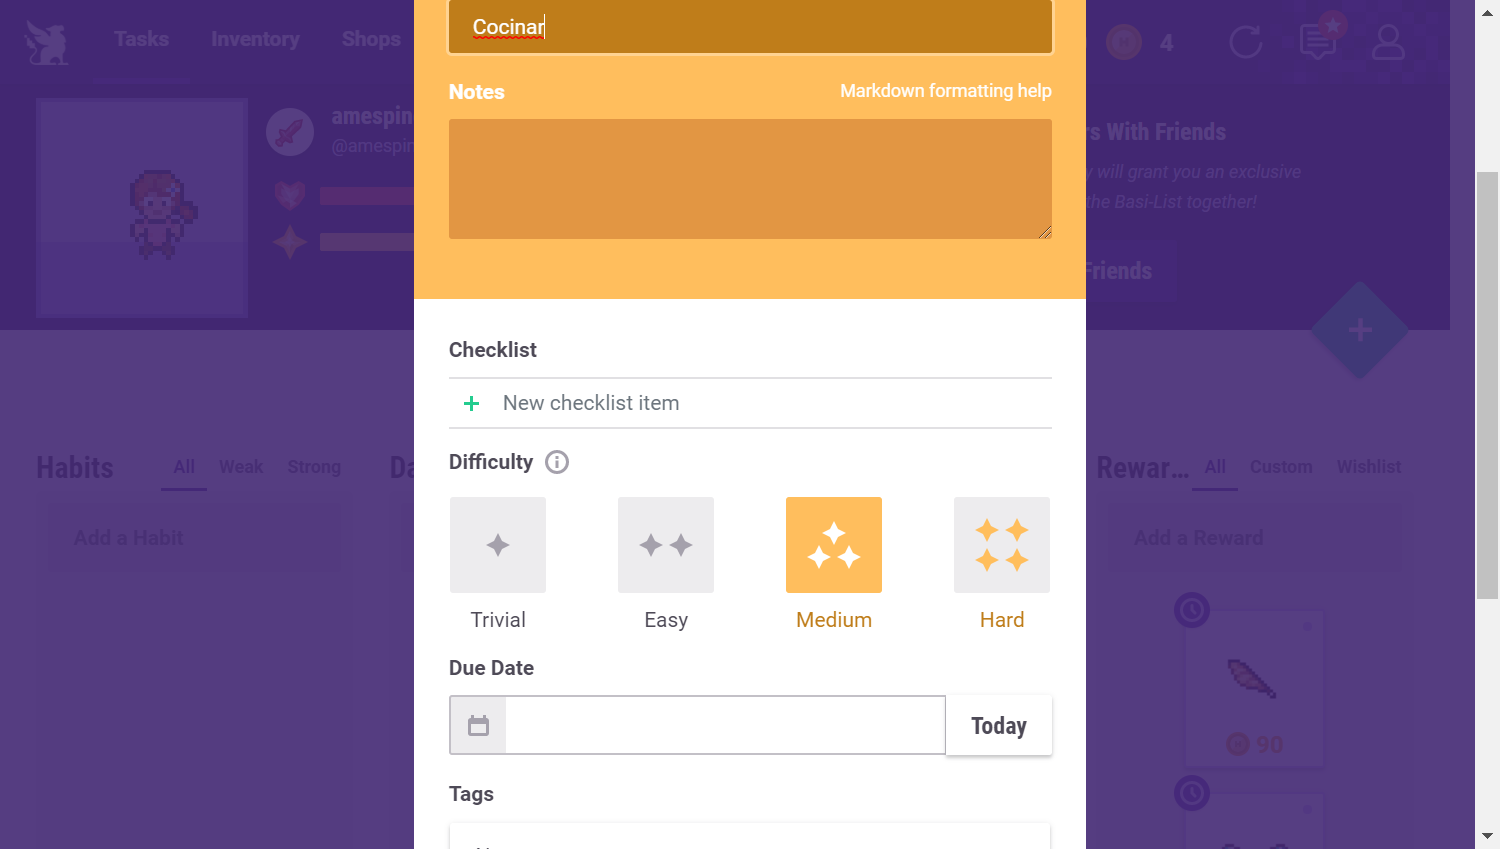 Cocinar
Tasks Inventory Shops
4
Notes Markdown formatting help
amespin
@amespin
s With Friends
will grant you an exclusive
the Basi-List together!
Friends
Checklist
New checklist item
Difficulty
Habits All Weak Strong
Da
Rewar... All Custom Wishlist
Add a Habit
Add a Reward
Trivial Easy Medium Hard
Due Date
Today
90
Tags